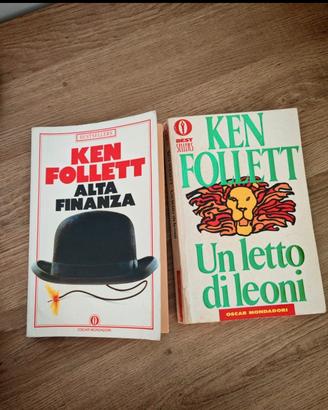 BESTSELLERS
KEN
FOLLETT
ALTA
FINANZA
OSCAR MONDADORI
BEST
SELLERS
KEN
FOLLETT
Un letto
di leoni
OSCAR MONDADORI